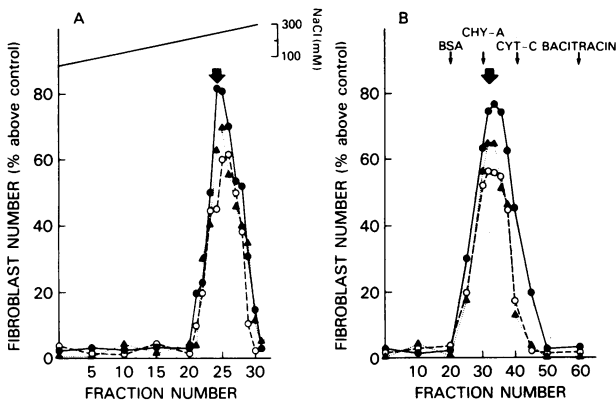 A
300
100
NaCl(mM)
FIBROBLAST NUMBER (% above control)
80
60
40
20
0
0 5 10 15 20 25 30
FRACTION NUMBER
B
CHY-A
BSA CYT-C BACITRACIN
FIBROBLAST NUMBER (% above control)
80
60
40
20
0
0 10 20 30 40 50 60
FRACTION NUMBER